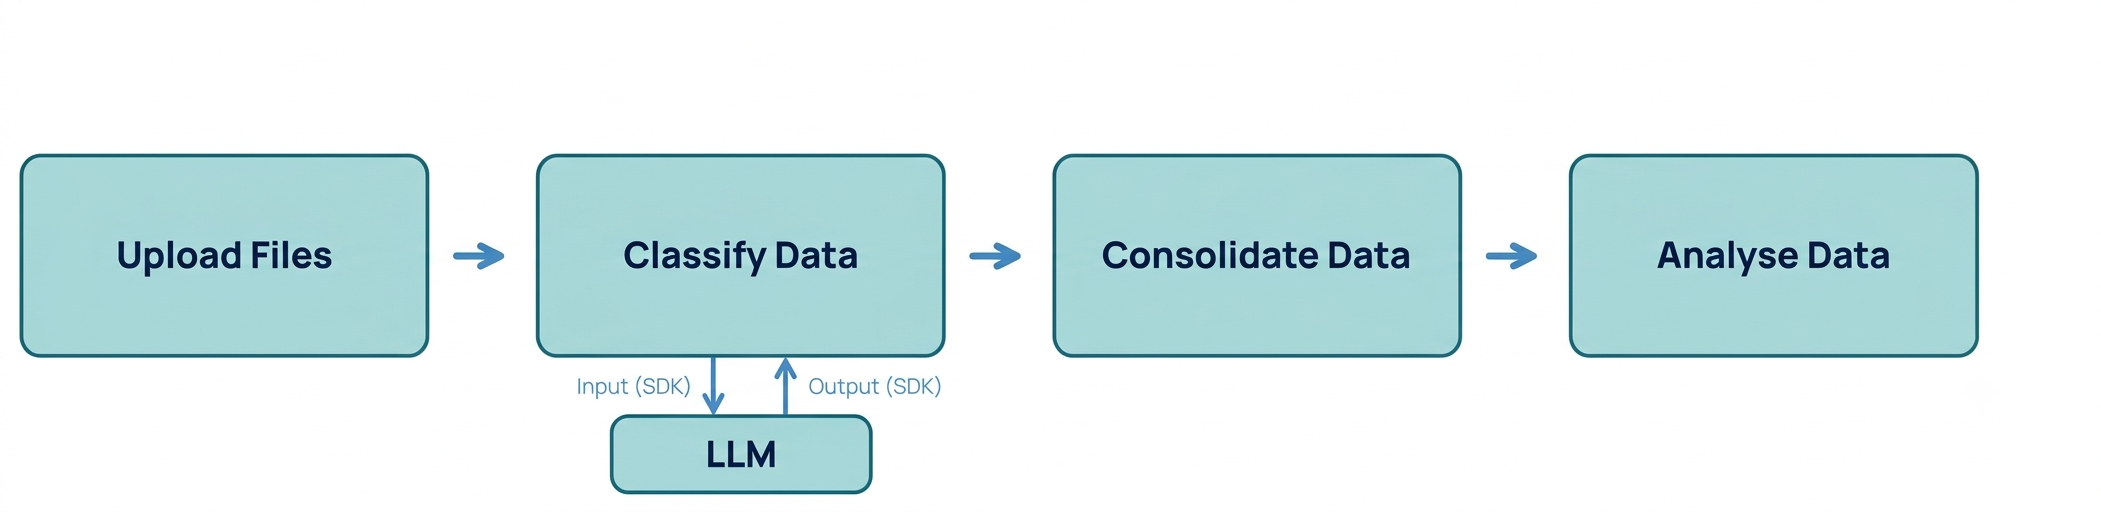 Upload Files
Classify Data
Consolidate Data
Analyse Data
Input (SDK)
Output (SDK)
LLM